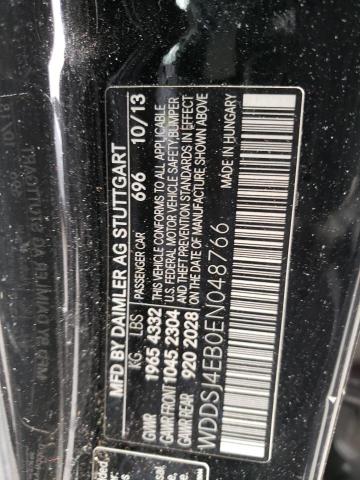 MFD BY DAIMLER AG STUTTGART
KG LBS PASSENGER CAR 696 10/13
GVWR 1965 4332 THIS VEHICLE CONFORMS TO ALL APPLICABLE
GAWR FRONT 1045 2304 U.S. FEDERAL MOTOR VEHICLE SAFETY, BUMPER
GAWR REAR 920 2028 AND THEFT PREVENTION STANDARDS IN EFFECT
ON THE DATE OF MANUFACTURE SHOWN ABOVE
WDDSJ4EB0EN048766 MADE IN HUNGARY